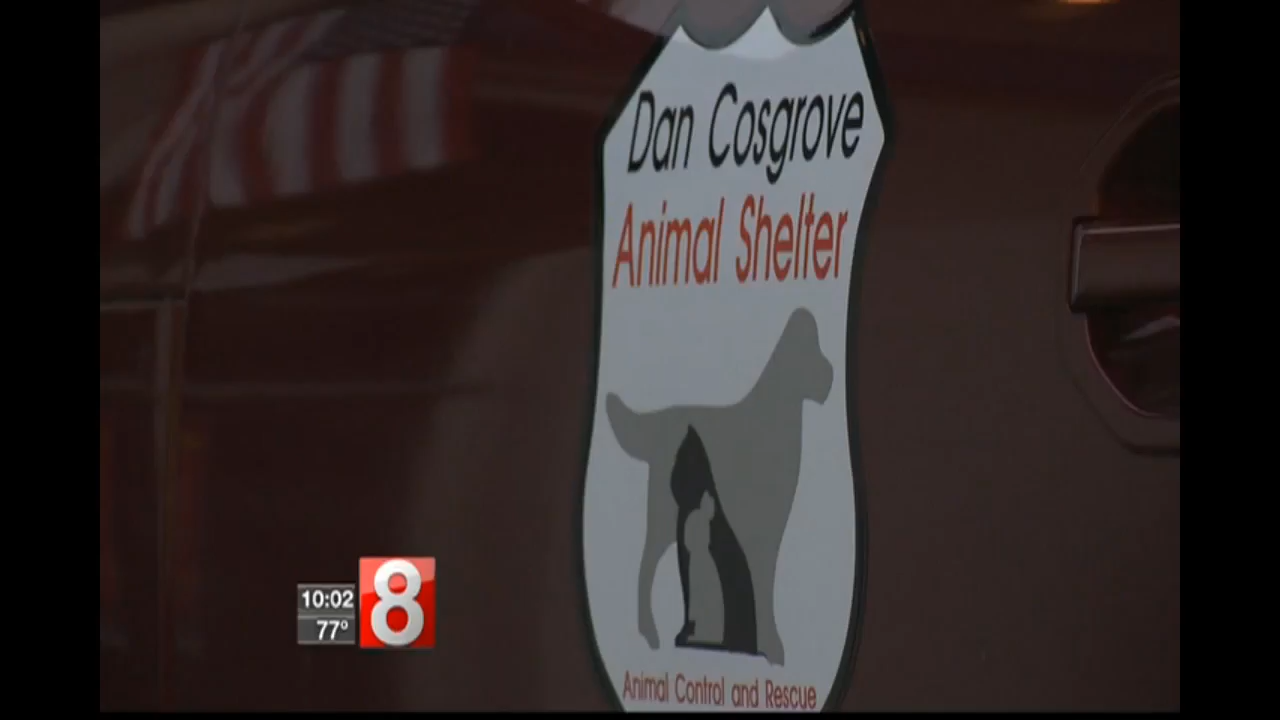 Dan Cosgrove
Animal Shelter
Animal Control and Rescue
10:02
77°
8